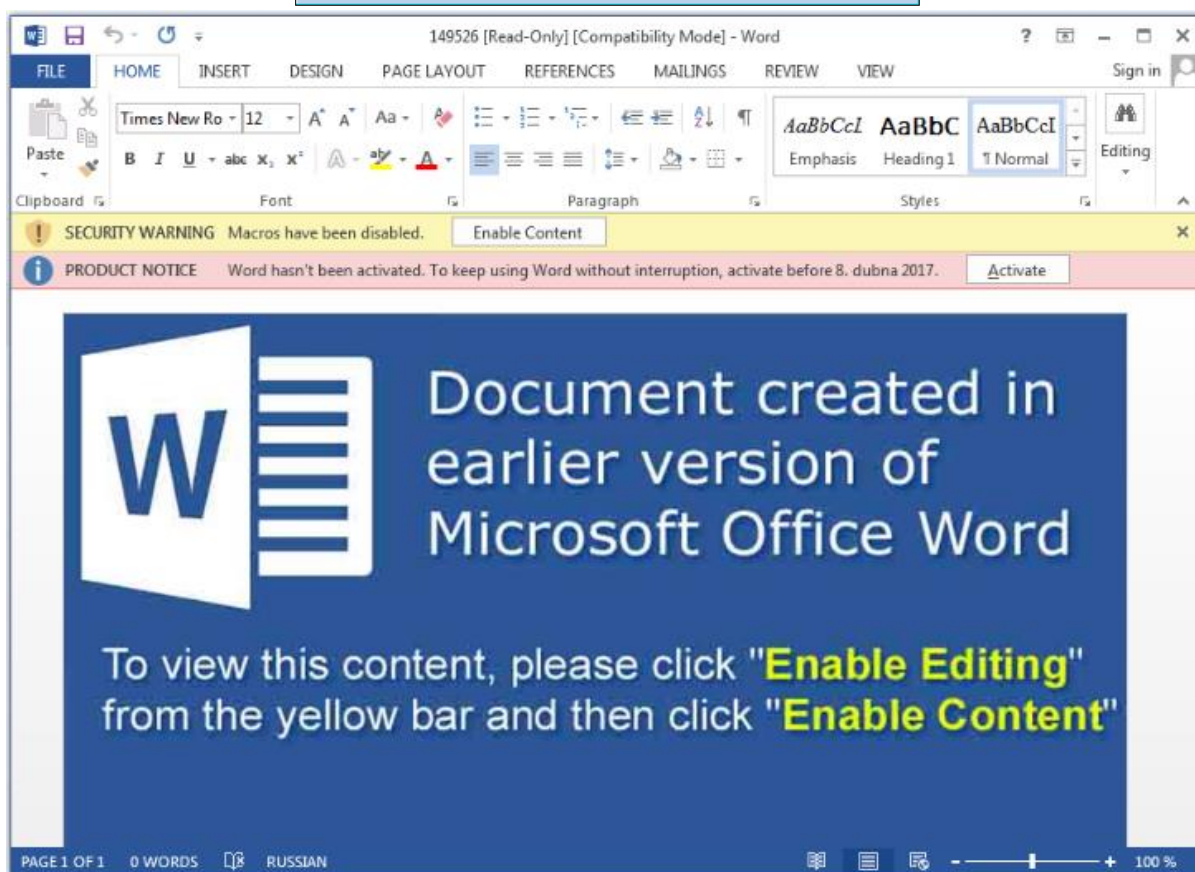 149526 [Read-Only] [Compatibility Mode] - Word
?
FILE HOME INSERT DESIGN PAGE LAYOUT REFERENCES MAILINGS REVIEW VIEW Sign in
Paste
Times New Ro 12 A A Aa
B I U abc X₂ X² A ab A
AaBbCcI AaBbC AaBbCcI
Emphasis Heading 1 ¶ Normal
Editing
Clipboard Font Paragraph Styles
! SECURITY WARNING Macros have been disabled. Enable Content
i PRODUCT NOTICE Word hasn't been activated. To keep using Word without interruption, activate before 8. dubna 2017. Activate
W
Document created in
earlier version of
Microsoft Office Word
To view this content, please click "Enable Editing"
from the yellow bar and then click "Enable Content"
PAGE 1 OF 1 0 WORDS RUSSIAN - + 100 %